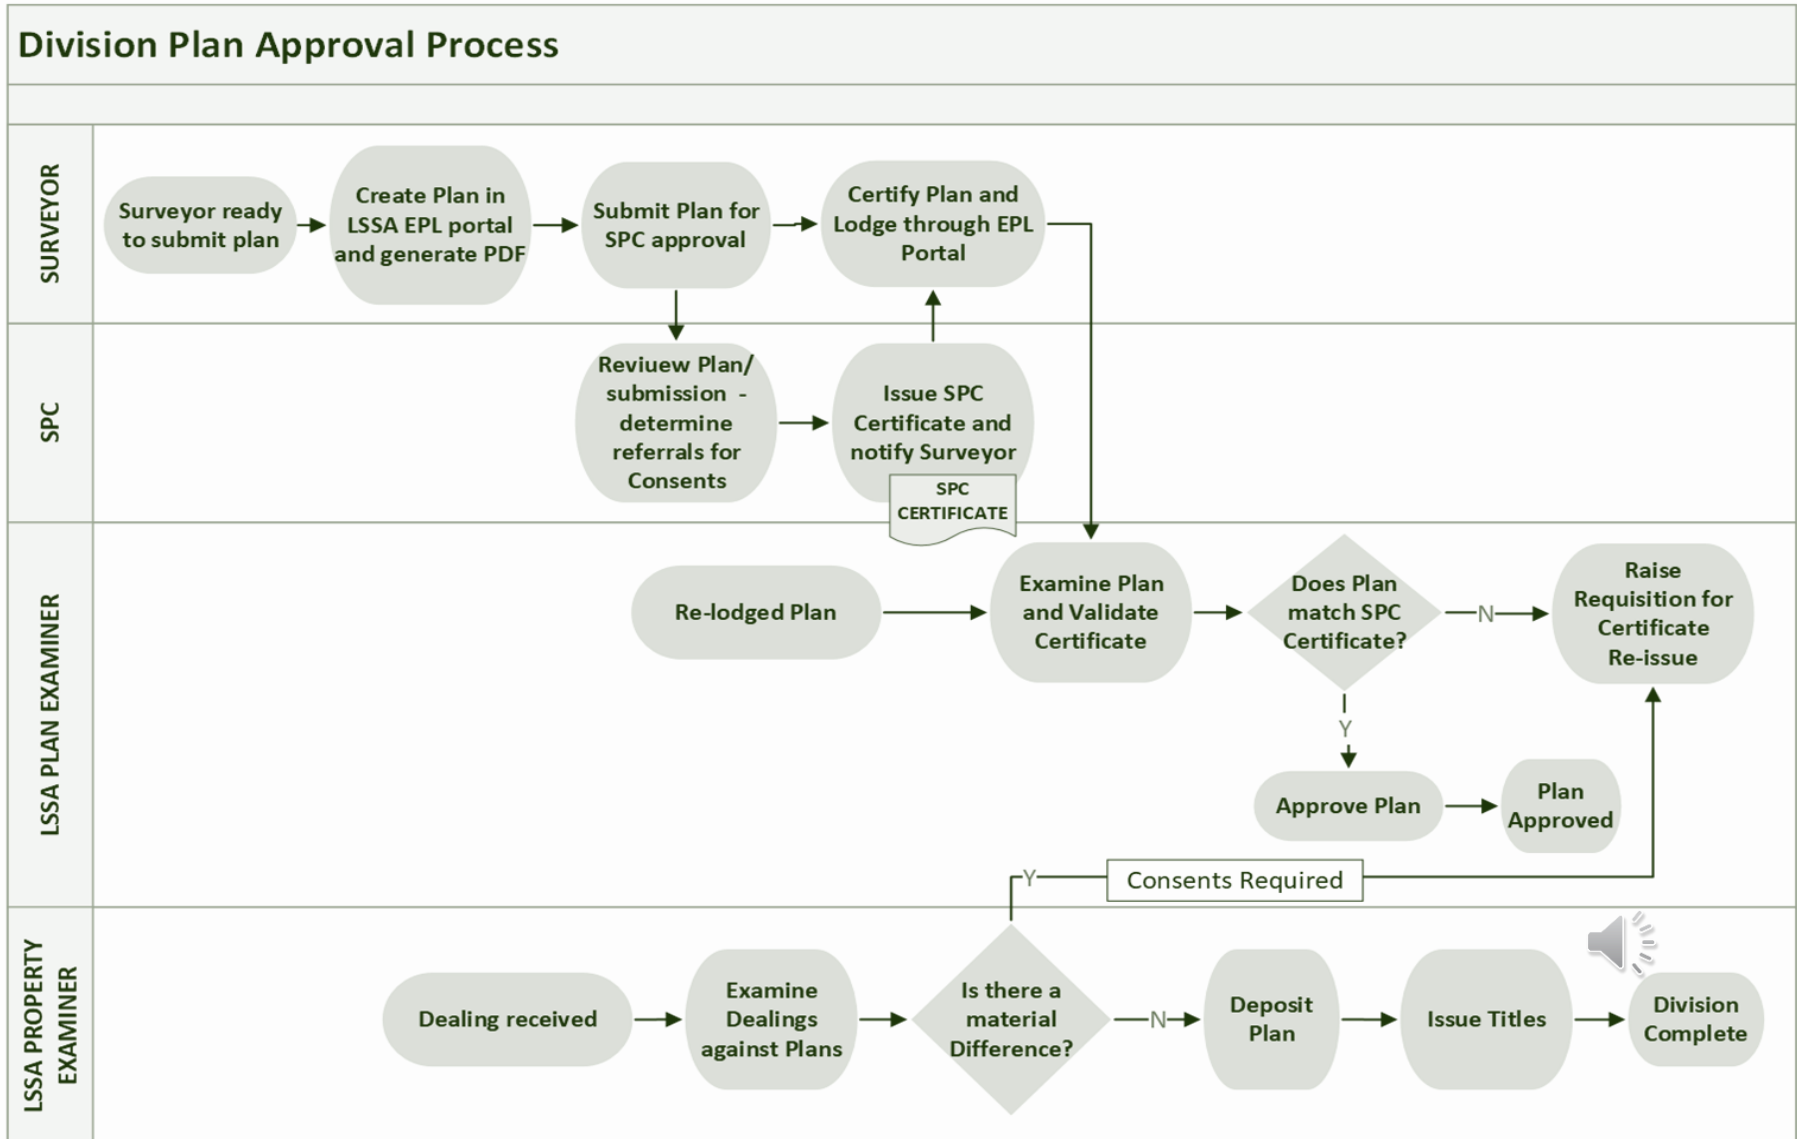 Division Plan Approval Process
SURVEYOR
Surveyor ready
to submit plan
Create Plan in
LSSA EPL portal
and generate PDF
Submit Plan for
SPC approval
Certify Plan and
Lodge through EPL
Portal
SPC
Reviuew Plan/
submission -
determine
referrals for
Consents
Issue SPC
Certificate and
notify Surveyor
SPC
CERTIFICATE
LSSA PLAN EXAMINER
Re-lodged Plan
Examine Plan
and Validate
Certificate
Does Plan
match SPC
Certificate?
N
Raise
Requisition for
Certificate
Re-issue
Y
Approve Plan
Plan
Approved
Y
Consents Required
LSSA PROPERTY
EXAMINER
Dealing received
Examine
Dealings
against Plans
Is there a
material
Difference?
N
Deposit
Plan
Issue Titles
Division
Complete